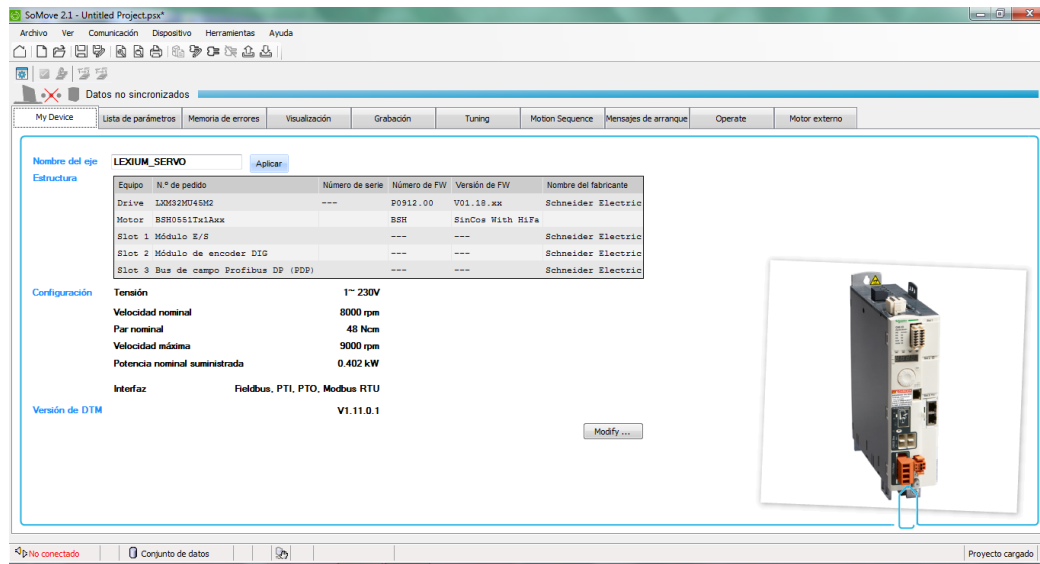 SoMove 2.1 - Untitled Project.psx*
Archivo Ver Comunicación Dispositivo Herramientas Ayuda
Datos no sincronizados
My Device Lista de parámetros Memoria de errores Visualización Grabación Tuning Motion Sequence Mensajes de arranque Operate Motor externo
Nombre del eje LEXIUM_SERVO Aplicar
Estructura
Equipo N.º de pedido Número de serie Número de FW Versión de FW Nombre del fabricante
Drive LXM32MU45M2 --- P0912.00 V01.18.xx Schneider Electric
Motor BSH0551Tx1Axx BSH SinCos With HiFa
Slot 1 Módulo E/S --- --- Schneider Electric
Slot 2 Módulo de encoder DIG --- --- Schneider Electric
Slot 3 Bus de campo Profibus DP (PDP) --- --- Schneider Electric
Configuración Tensión 1~ 230V
Velocidad nominal 8000 rpm
Par nominal 48 Ncm
Velocidad máxima 9000 rpm
Potencia nominal suministrada 0.402 kW
Interfaz Fieldbus, PTI, PTO, Modbus RTU
Versión de DTM V1.11.0.1
Modify ...
No conectado Conjunto de datos Proyecto cargado